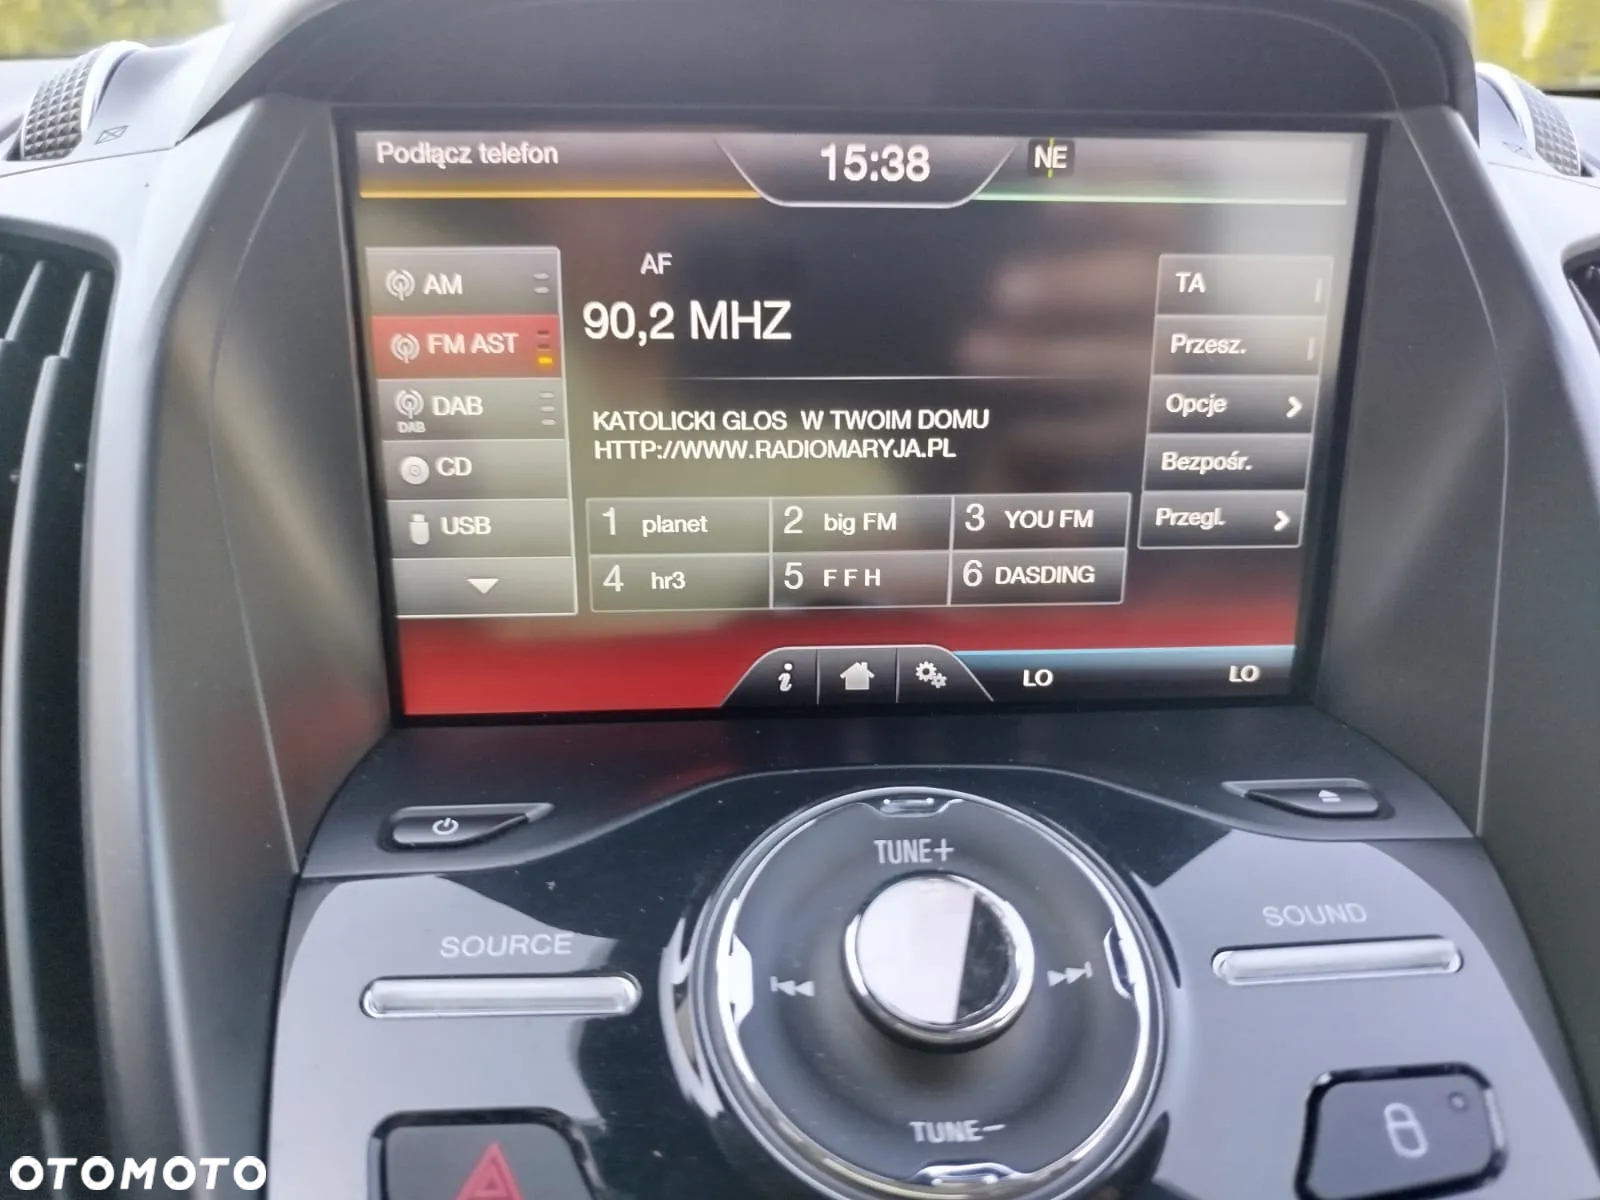 Podłącz telefon
15:38
NE
AM
FM AST
DAB
DAB
CD
USB
AF
90,2 MHZ
KATOLICKI GLOS W TWOIM DOMU
HTTP://WWW.RADIOMARYJA.PL
1 planet
2 big FM
3 YOU FM
4 hr3
5 F F H
6 DASDING
TA
Przesz.
Opcje
Bezpośr.
Przegl.
i
LO
LO
TUNE+
SOURCE
SOUND
TUNE−
OTOMOTO